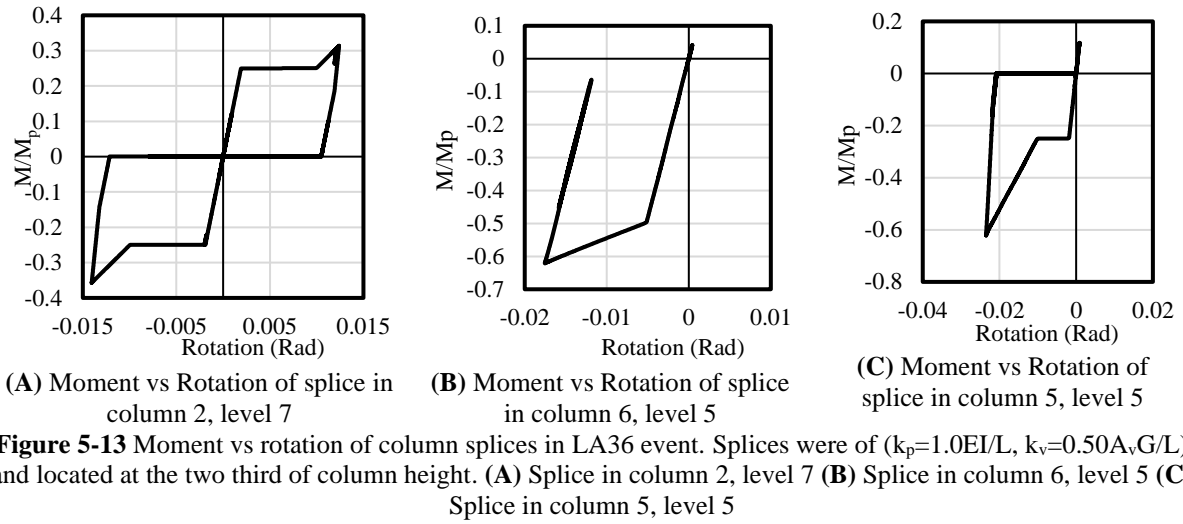 0.4
0.3
0.2
0.1
0
-0.1
-0.2
-0.3
-0.4
M/Mp
-0.015 -0.005 0.005 0.015
Rotation (Rad)
(A) Moment vs Rotation of splice in
column 2, level 7
0.1
0
-0.1
-0.2
-0.3
-0.4
-0.5
-0.6
-0.7
M/Mp
-0.02 -0.01 0 0.01
Rotation (Rad)
(B) Moment vs Rotation of splice
in column 6, level 5
0.2
0
-0.2
-0.4
-0.6
-0.8
M/Mp
-0.04 -0.02 0 0.02
Rotation (Rad)
(C) Moment vs Rotation of
splice in column 5, level 5
Figure 5-13 Moment vs rotation of column splices in LA36 event. Splices were of (kp=1.0EI/L, kv=0.50AvG/L)
and located at the two third of column height. (A) Splice in column 2, level 7 (B) Splice in column 6, level 5 (C)
Splice in column 5, level 5